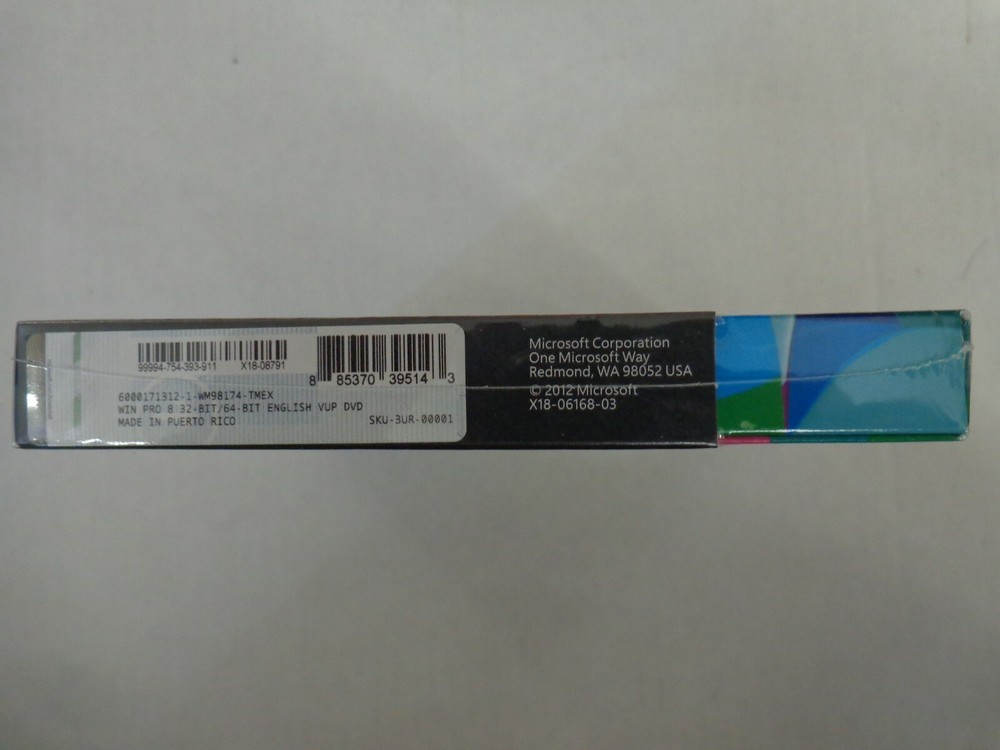 99994-754-393-911 X18-08791
8 85370 39514 3
6000171312-1-WM98174-TMEX
WIN PRO 8 32-BIT/64-BIT ENGLISH VUP DVD
MADE IN PUERTO RICO SKU-3UR-00001
Microsoft Corporation
One Microsoft Way
Redmond, WA 98052 USA
© 2012 Microsoft
X18-06168-03